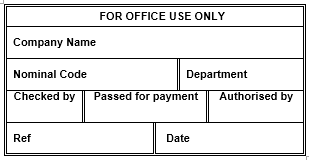 FOR OFFICE USE ONLY
Company Name
Nominal Code Department
Checked by Passed for payment Authorised by
Ref Date